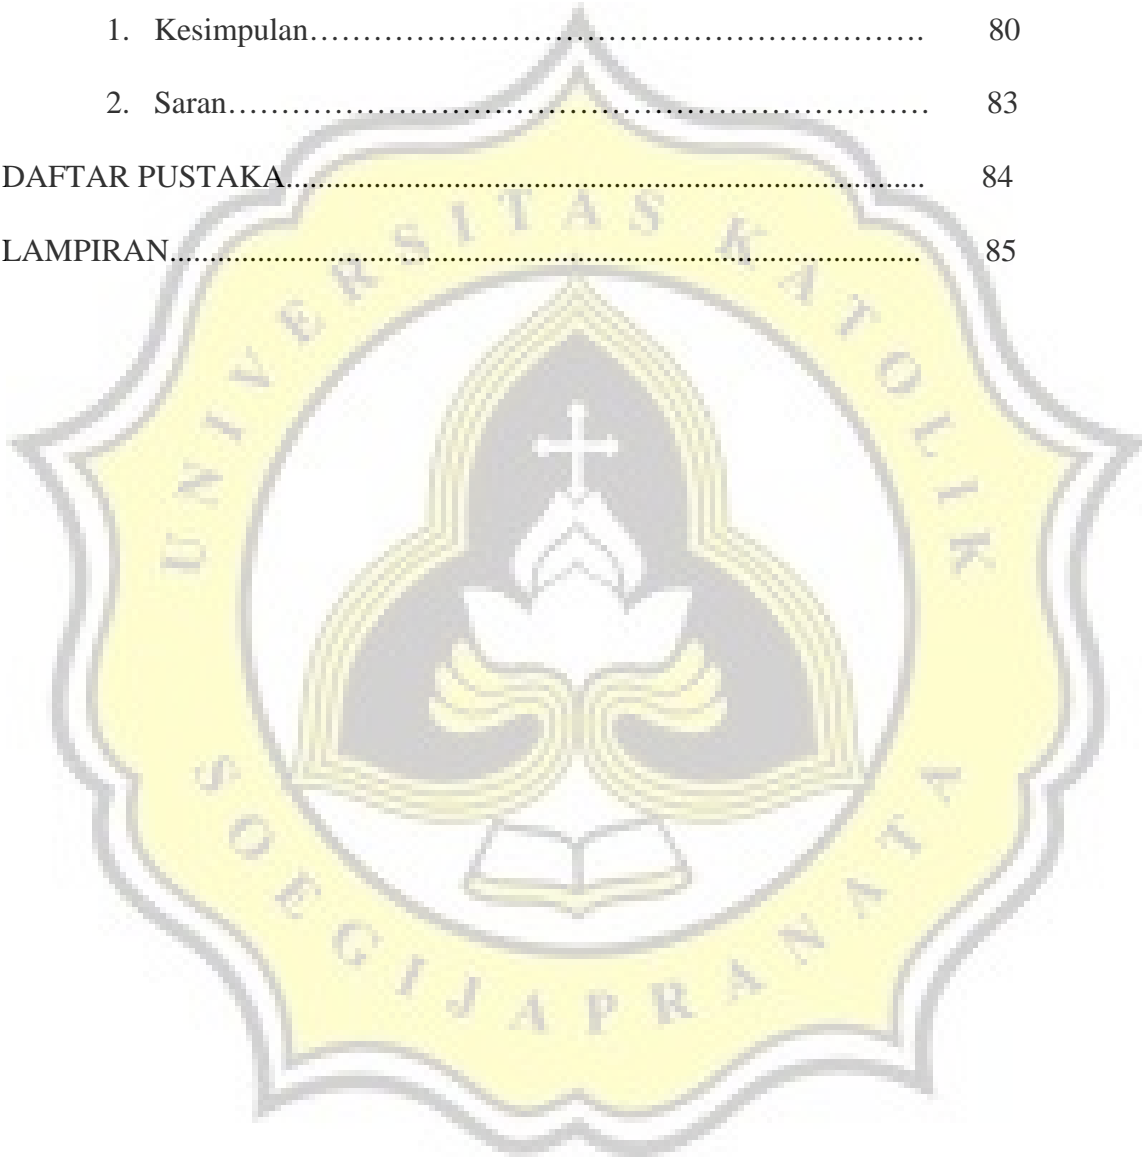 1. Kesimpulan…………………………………………………… 80
2. Saran…………………………………………………………… 83
DAFTAR PUSTAKA................................................................................ 84
LAMPIRAN.............................................................................................. 85
UNIVERSITAS KATOLIK
SOEGIJAPRANATA